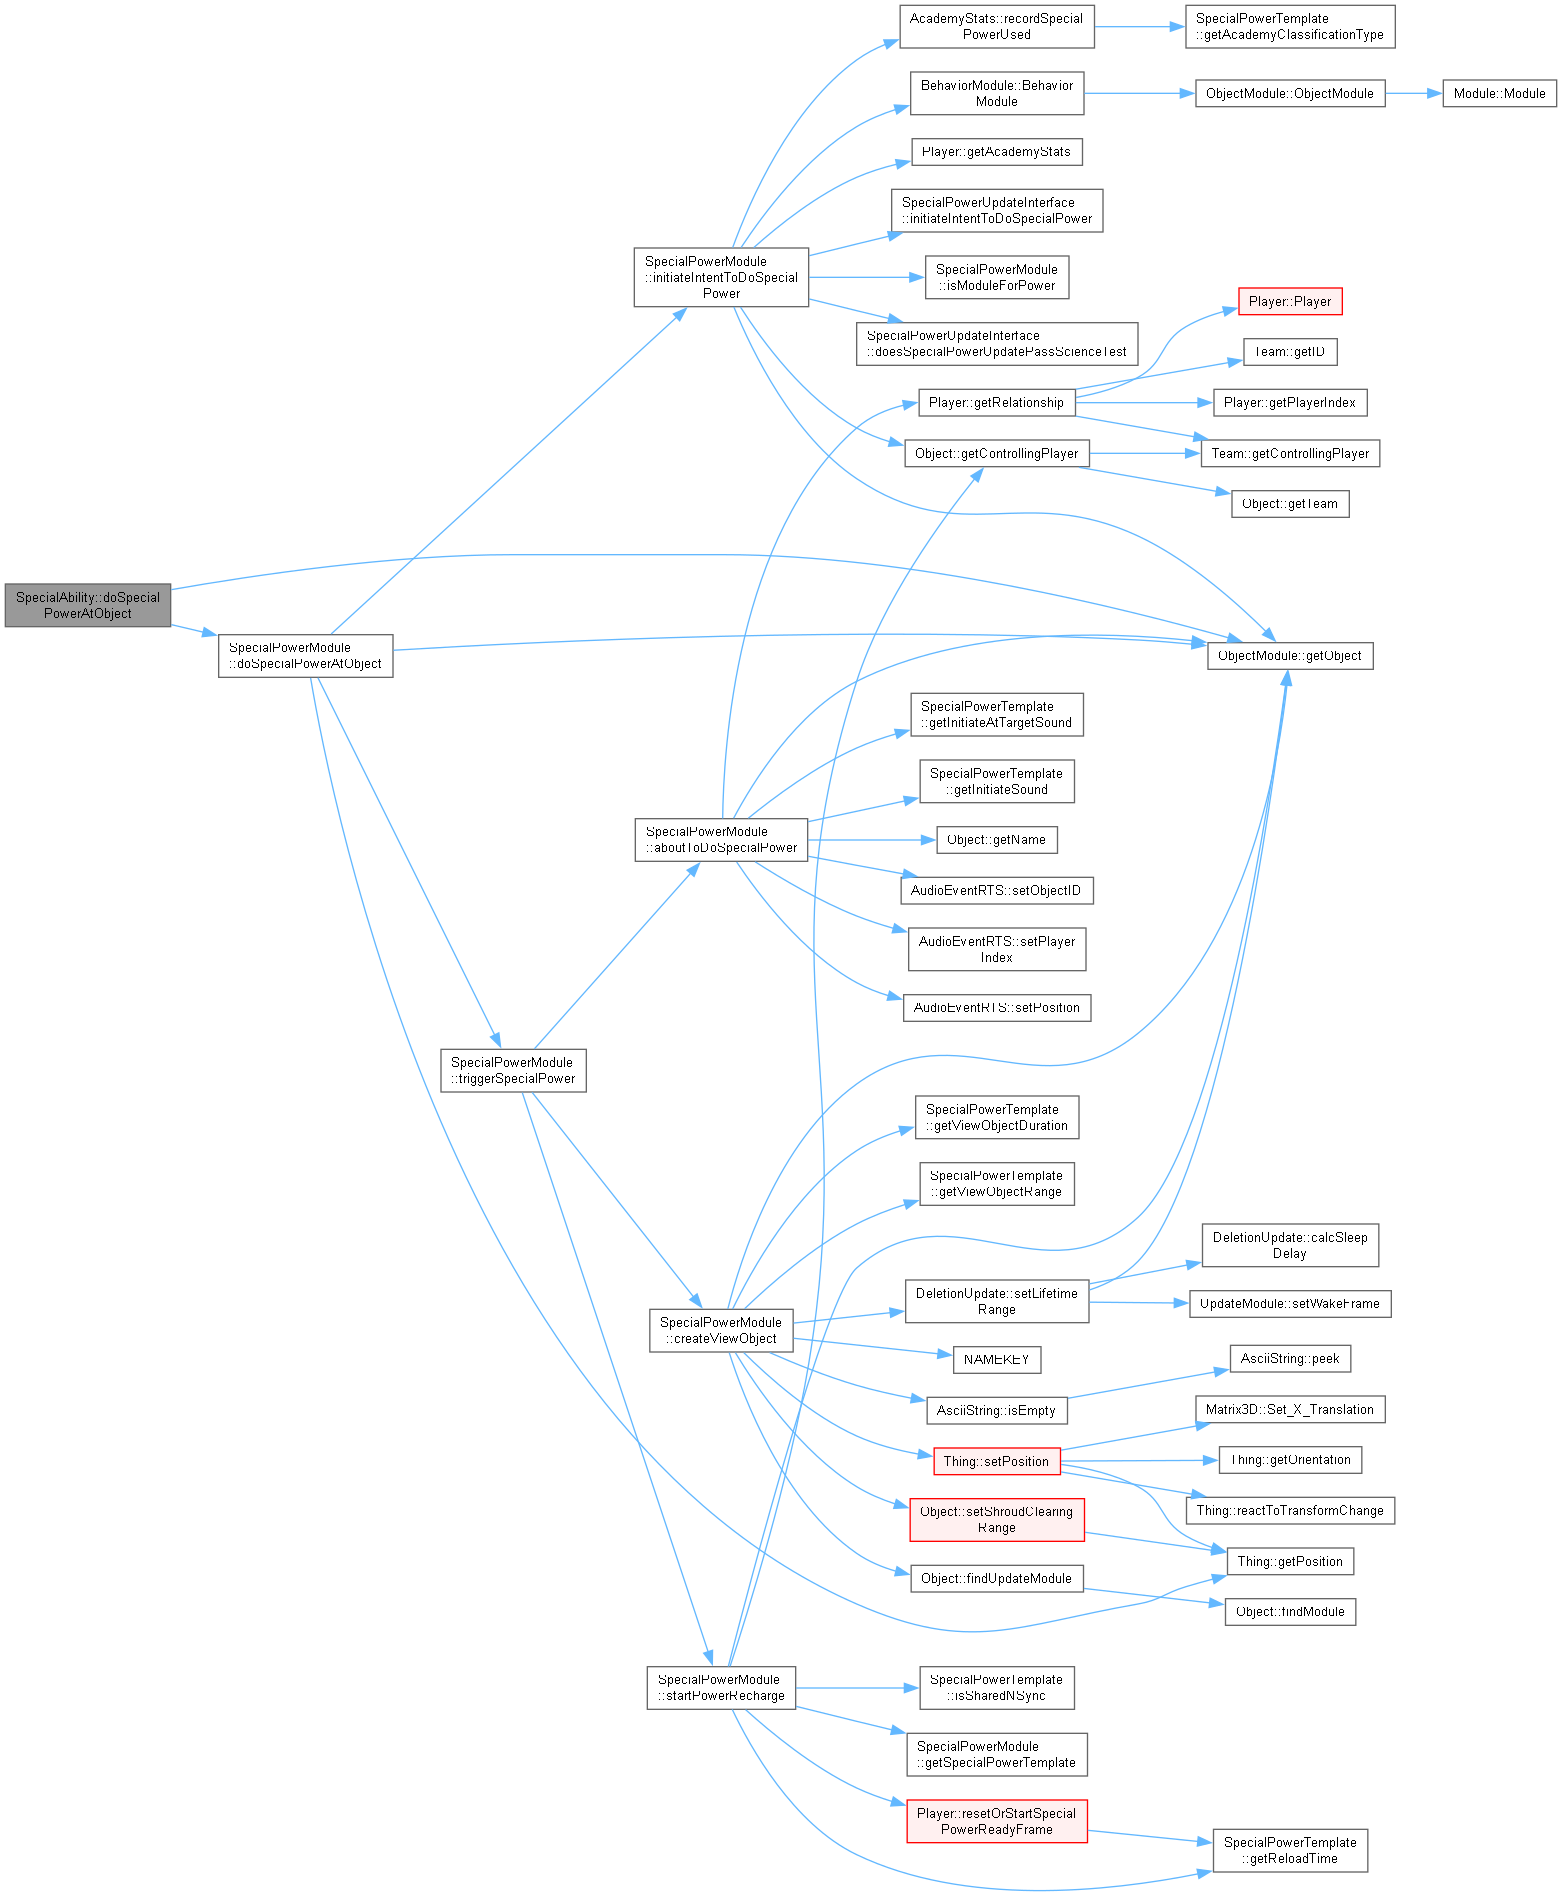 AcademyStats::recordSpecial
PowerUsed
SpecialPowerTemplate
::getAcademyClassificationType
BehaviorModule::Behavior
Module
ObjectModule::ObjectModule
Module::Module
Player::getAcademyStats
SpecialPowerUpdateInterface
::initiateIntentToDoSpecialPower
SpecialPowerModule
::initiateIntentToDoSpecial
Power
SpecialPowerModule
::isModuleForPower
Player::Player
SpecialPowerUpdateInterface
::doesSpecialPowerUpdatePassScienceTest
Team::getID
Player::getRelationship
Player::getPlayerIndex
Object::getControllingPlayer
Team::getControllingPlayer
Object::getTeam
SpecialAbility::doSpecial
PowerAtObject
SpecialPowerModule
::doSpecialPowerAtObject
ObjectModule::getObject
SpecialPowerTemplate
::getInitiateAtTargetSound
SpecialPowerTemplate
::getInitiateSound
SpecialPowerModule
::aboutToDoSpecialPower
Object::getName
AudioEventRTS::setObjectID
AudioEventRTS::setPlayer
Index
AudioEventRTS::setPosition
SpecialPowerModule
::triggerSpecialPower
SpecialPowerTemplate
::getViewObjectDuration
SpecialPowerTemplate
::getViewObjectRange
DeletionUpdate::calcSleep
Delay
DeletionUpdate::setLifetime
Range
UpdateModule::setWakeFrame
SpecialPowerModule
::createViewObject
NAMEKEY
AsciiString::peek
AsciiString::isEmpty
Matrix3D::Set_X_Translation
Thing::setPosition
Thing::getOrientation
Thing::reactToTransformChange
Object::setShroudClearing
Range
Thing::getPosition
Object::findUpdateModule
Object::findModule
SpecialPowerModule
::startPowerRecharge
SpecialPowerTemplate
::isSharedNSync
SpecialPowerModule
::getSpecialPowerTemplate
Player::resetOrStartSpecial
PowerReadyFrame
SpecialPowerTemplate
::getReloadTime